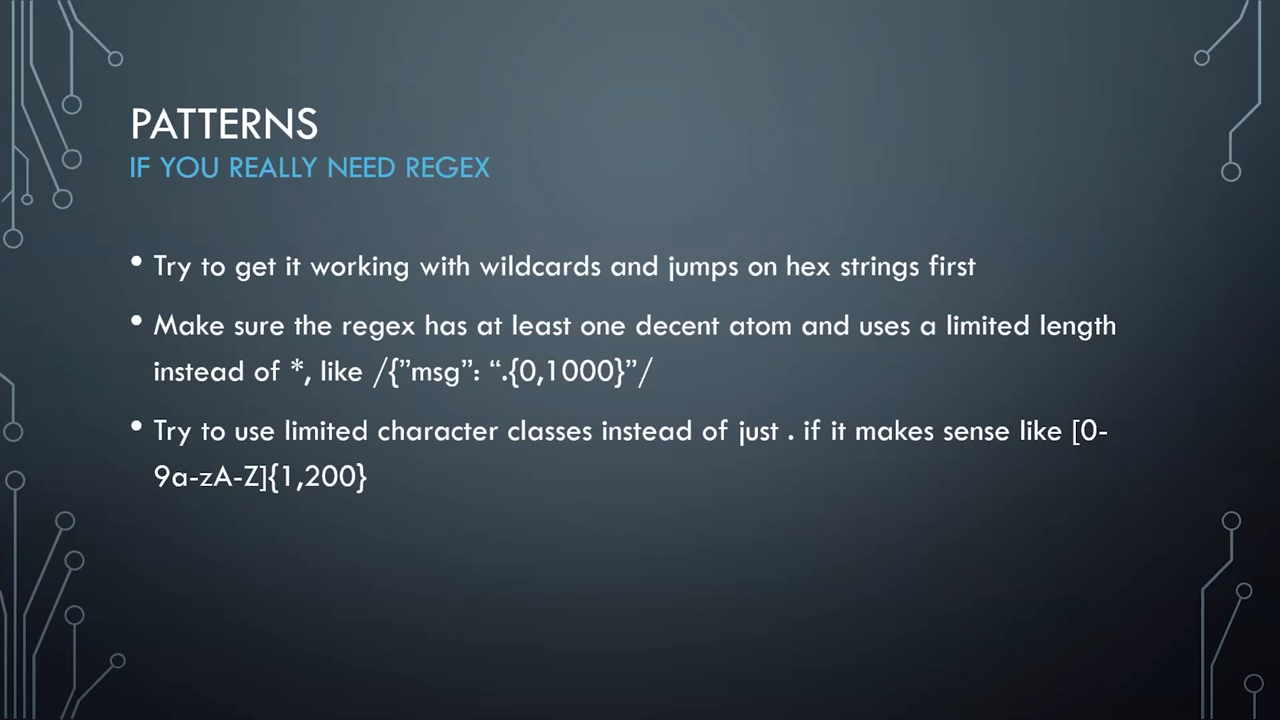 PATTERNS
IF YOU REALLY NEED REGEX
• Try to get it working with wildcards and jumps on hex strings first
• Make sure the regex has at least one decent atom and uses a limited length
instead of *, like /{”msg”: “.{0,1000}”/
• Try to use limited character classes instead of just . if it makes sense like [0-
9a-zA-Z]{1,200}